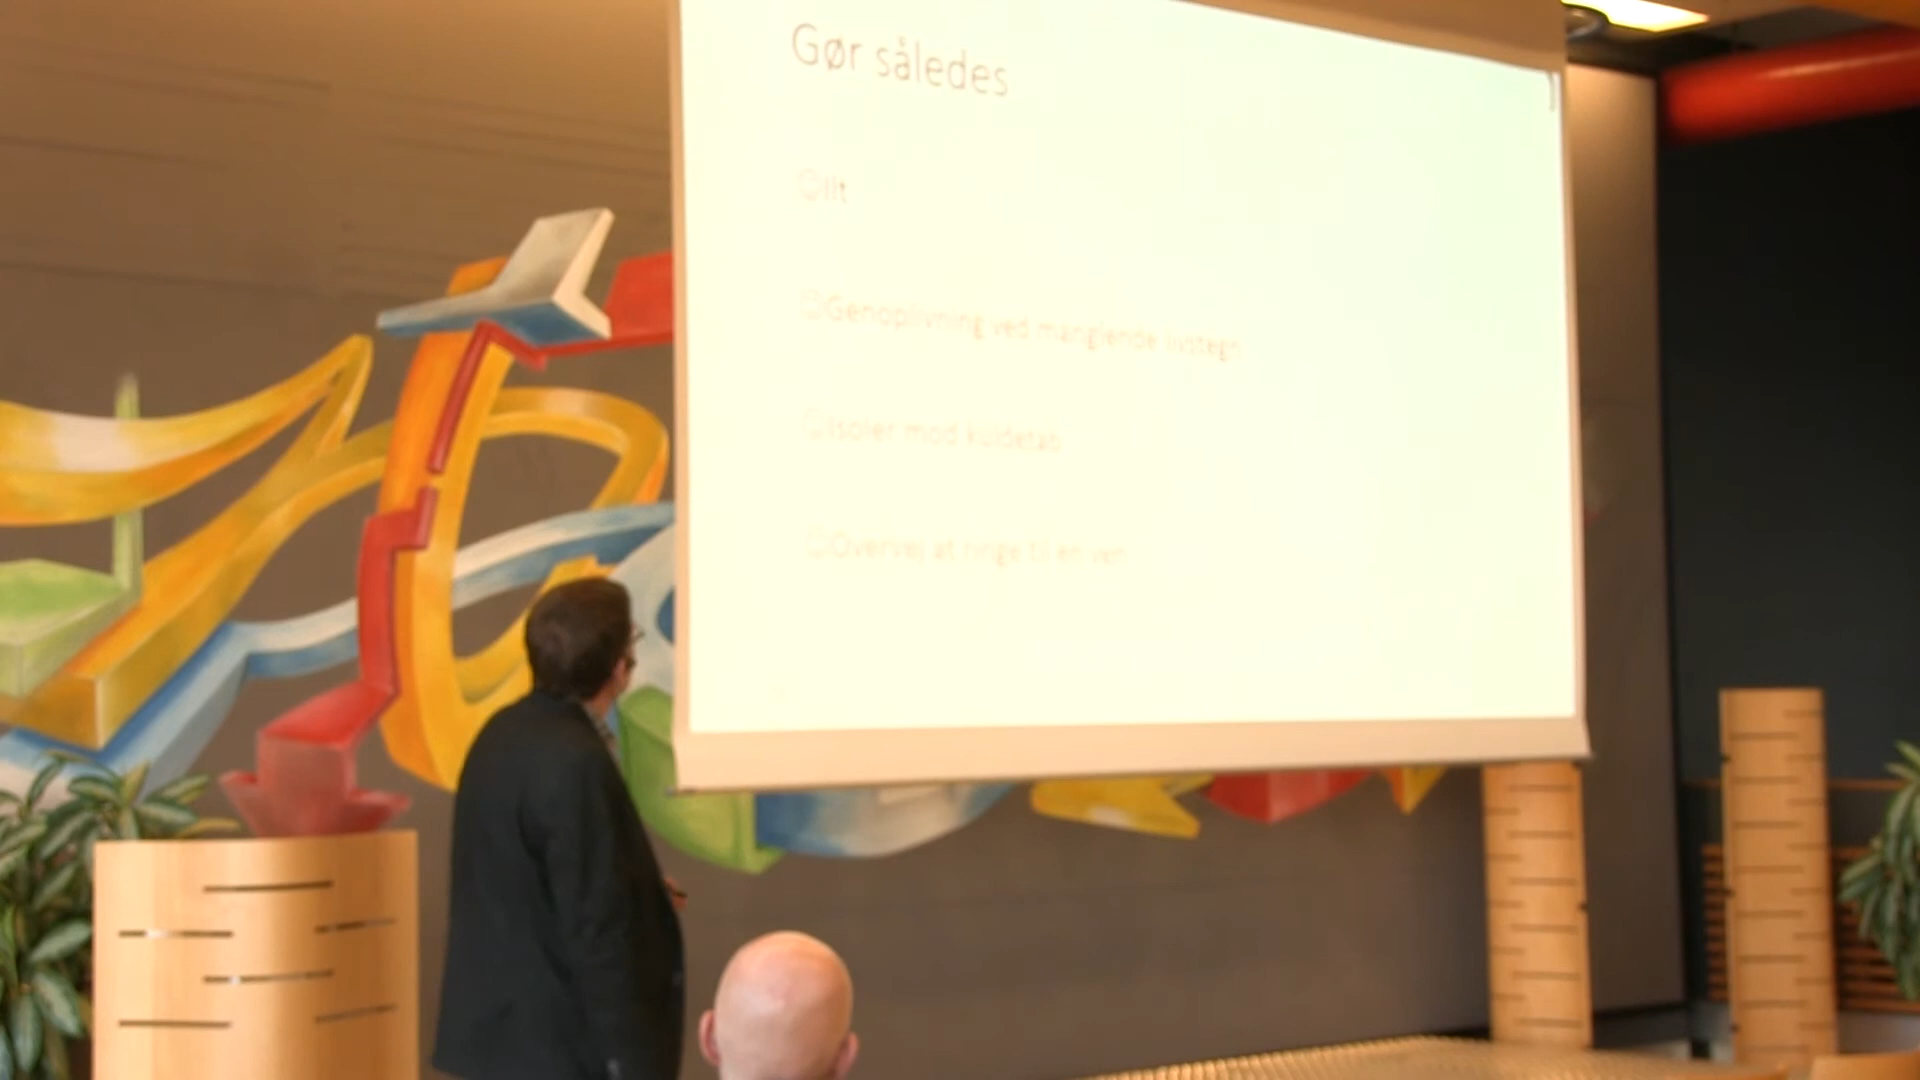 Gør således
Ilt
Genoplivning ved manglende livstegn
Isoler mod kuldetab
Overvej at ringe til en ven